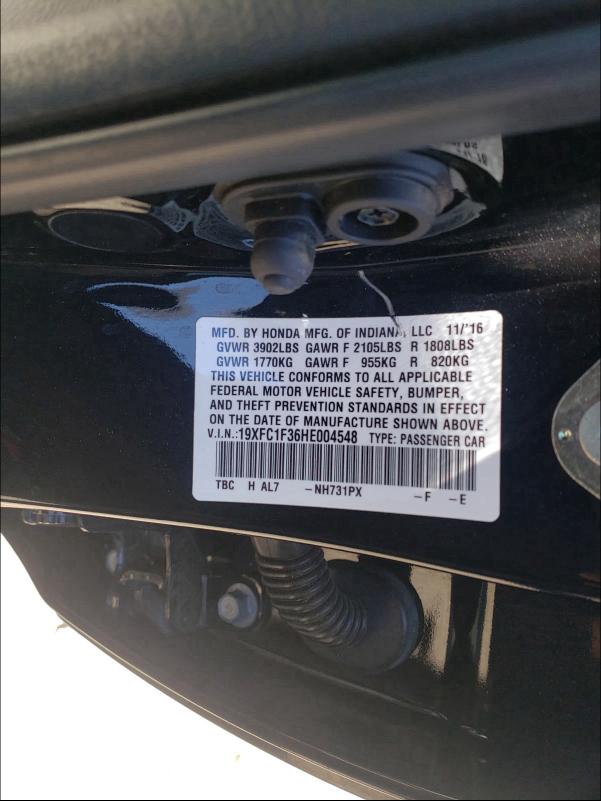 MFD. BY HONDA MFG. OF INDIANA, LLC 11/'16
GVWR 3902LBS GAWR F 2105LBS R 1808LBS
GVWR 1770KG GAWR F 955KG R 820KG
THIS VEHICLE CONFORMS TO ALL APPLICABLE
FEDERAL MOTOR VEHICLE SAFETY, BUMPER,
AND THEFT PREVENTION STANDARDS IN EFFECT
ON THE DATE OF MANUFACTURE SHOWN ABOVE.
V.I.N.:19XFC1F36HE004548 TYPE: PASSENGER CAR
TBC H AL7 -NH731PX -F -E